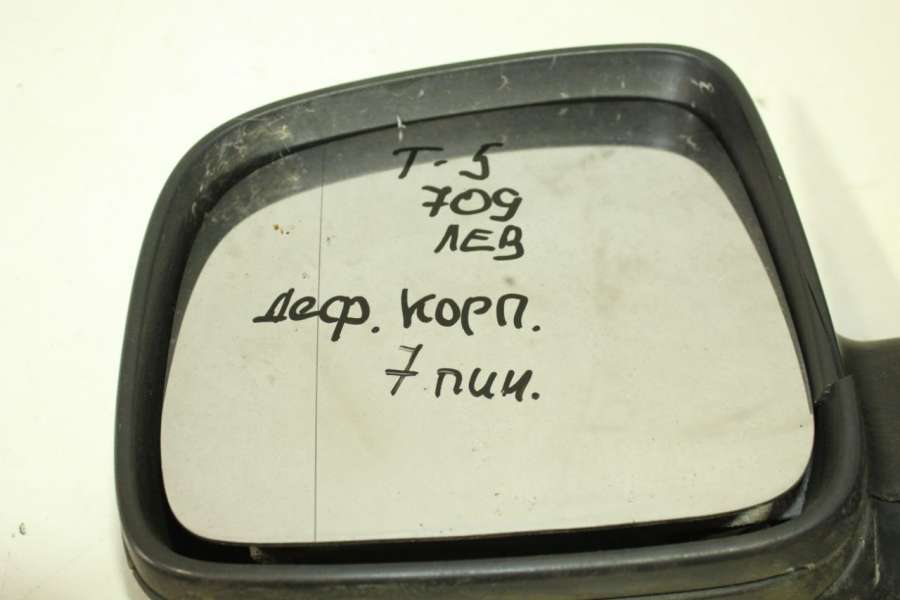 Т-5
709
ЛЕВ
Деф. корп.
7 пин.